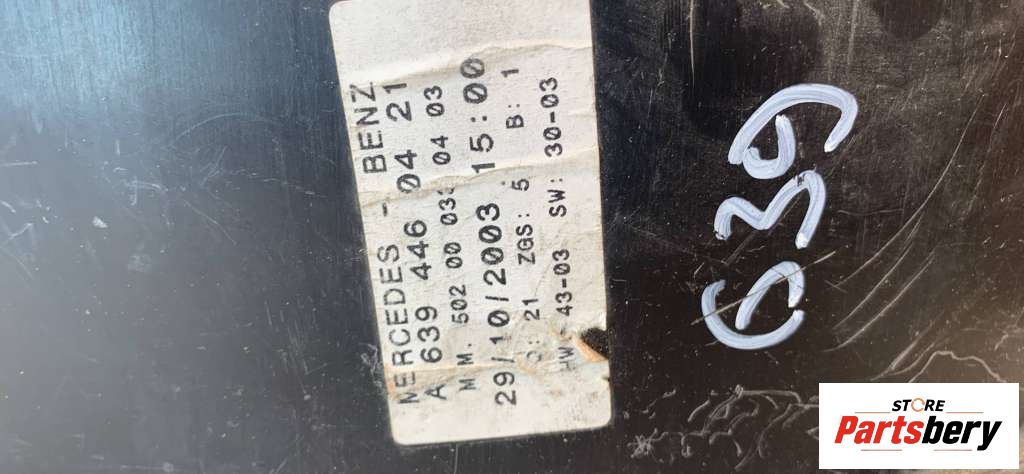 MERCEDES - BENZ
A 639 446 04 21
M M. 502 00 03 04 03
29/10/2003 15:00
21 ZGS: 5 B: 1
HW: 43-03 SW: 30-03
639
STORE
Partsbery